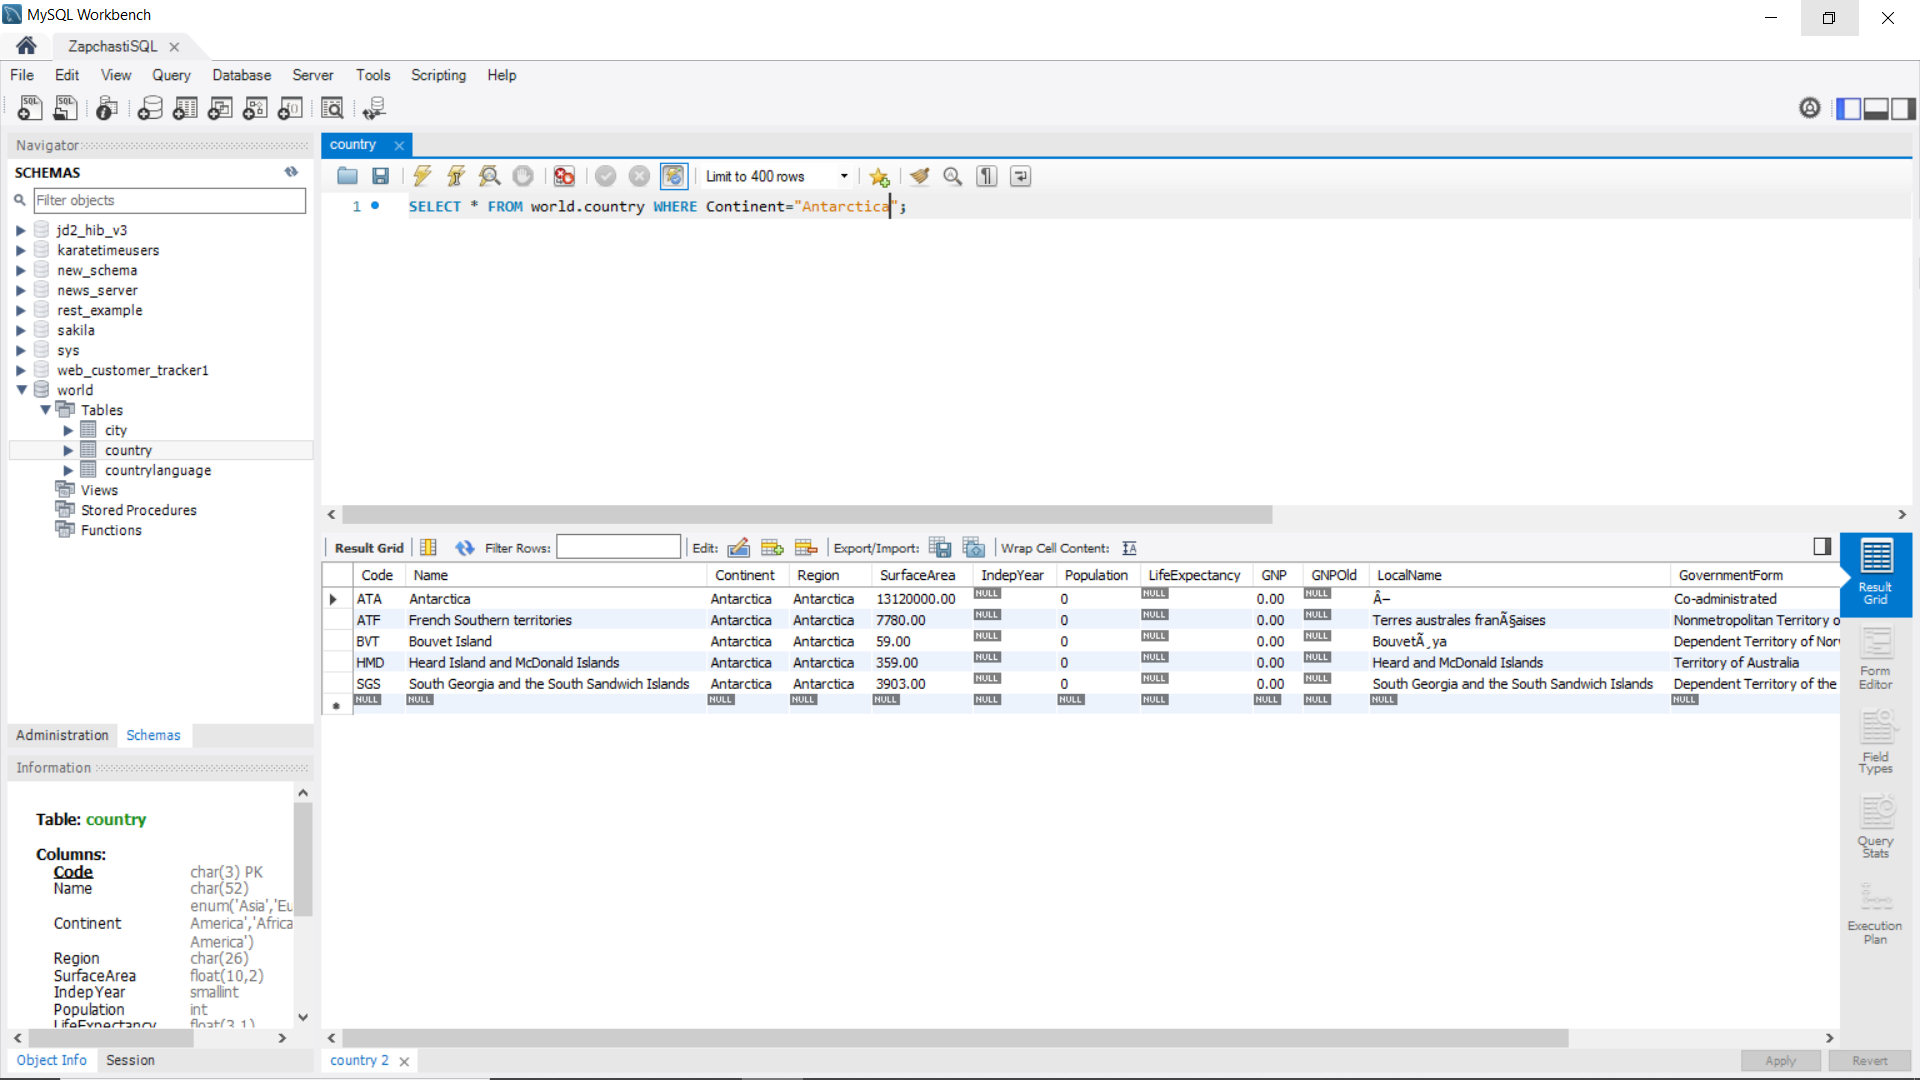 MySQL Workbench
ZapchastiSQL
File Edit View Query Database Server Tools Scripting Help
Navigator
SCHEMAS
Filter objects
jd2_hib_v3
karatetimeusers
new_schema
news_server
rest_example
sakila
sys
web_customer_tracker1
world
Tables
city
country
countrylanguage
Views
Stored Procedures
Functions
Administration Schemas
Information
Table: country
Columns:
Code char(3) PK
Name char(52)
enum('Asia','Eu
Continent America','Africa
America')
Region char(26)
SurfaceArea float(10,2)
IndepYear smallint
Population int
LifeExpectancy float(3,1)
Object Info Session
country
Limit to 400 rows
1 SELECT * FROM world.country WHERE Continent="Antarctica";
Result Grid Filter Rows: Edit: Export/Import: Wrap Cell Content:
Code Name Continent Region SurfaceArea IndepYear Population LifeExpectancy GNP GNPOld LocalName GovernmentForm
ATA Antarctica Antarctica Antarctica 13120000.00 NULL 0 NULL 0.00 NULL Â– Co-administrated
ATF French Southern territories Antarctica Antarctica 7780.00 NULL 0 NULL 0.00 NULL Terres australes franÃ§aises Nonmetropolitan Territory o
BVT Bouvet Island Antarctica Antarctica 59.00 NULL 0 NULL 0.00 NULL BouvetÃ¸ya Dependent Territory of Nor
HMD Heard Island and McDonald Islands Antarctica Antarctica 359.00 NULL 0 NULL 0.00 NULL Heard and McDonald Islands Territory of Australia
SGS South Georgia and the South Sandwich Islands Antarctica Antarctica 3903.00 NULL 0 NULL 0.00 NULL South Georgia and the South Sandwich Islands Dependent Territory of the
NULL NULL NULL NULL NULL NULL NULL NULL NULL NULL NULL NULL
Result
Grid
Form
Editor
Field
Types
Query
Stats
Execution
Plan
country 2
Apply Revert